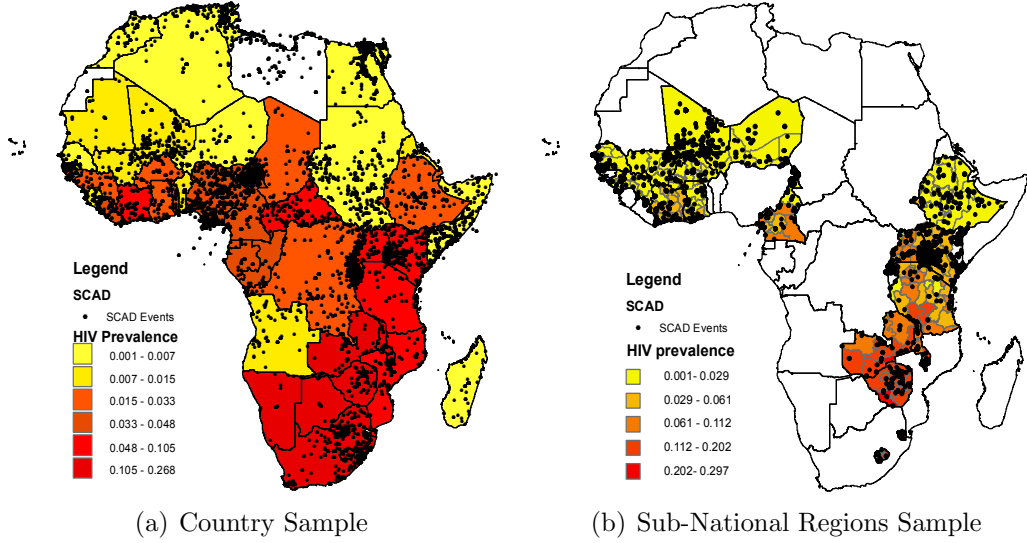 Legend
SCAD
SCAD Events
HIV Prevalence
0.001 - 0.007
0.007 - 0.015
0.015 - 0.033
0.033 - 0.048
0.048 - 0.105
0.105 - 0.268
(a) Country Sample
Legend
SCAD
SCAD Events
HIV prevalence
0.001 - 0.029
0.029 - 0.061
0.061 - 0.112
0.112 - 0.202
0.202- 0.297
(b) Sub-National Regions Sample